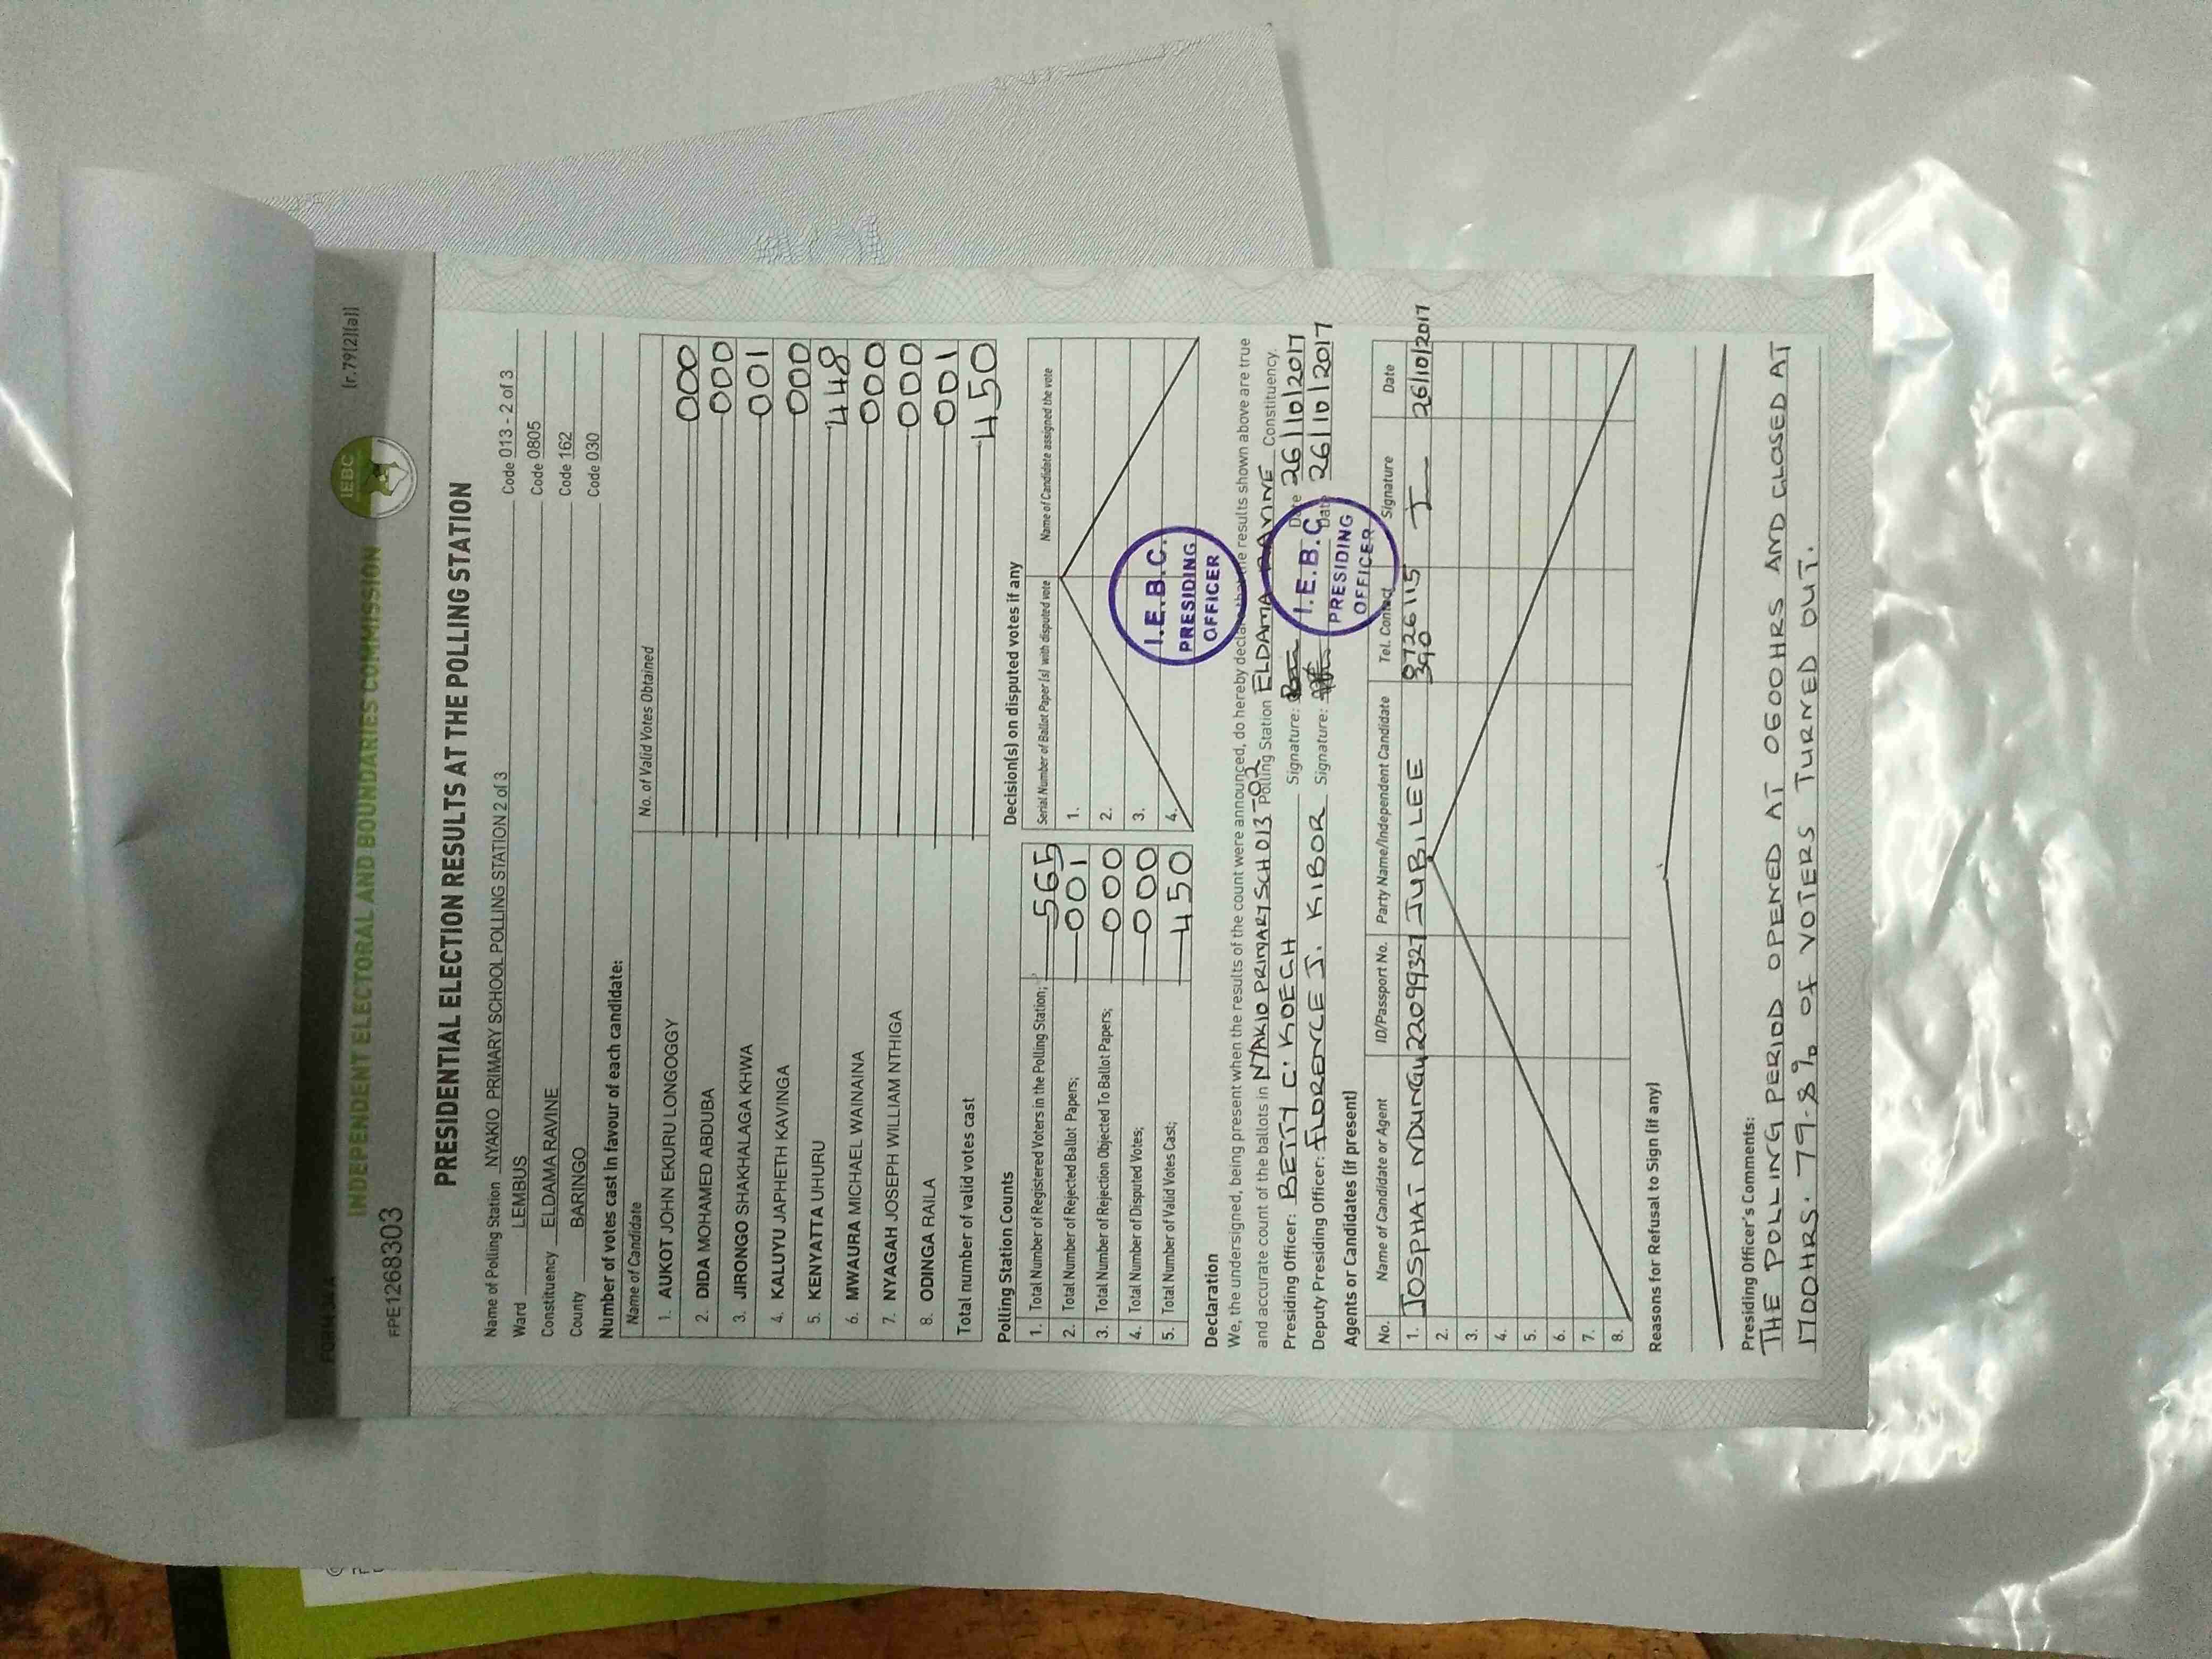 FORM 34A
(r.79(2)(a))
INDEPENDENT ELECTORAL AND BOUNDARIES COMMISSION
IEBC
FPE1268303
PRESIDENTIAL ELECTION RESULTS AT THE POLLING STATION
Name of Polling Station NYAKIO PRIMARY SCHOOL POLLING STATION 2 of 3 Code 013 - 2 of 3
Ward LEMBUS Code 0805
Constituency ELDAMA RAVINE Code 162
County BARINGO Code 030
Number of votes cast in favour of each candidate:
Name of Candidate No. of Valid Votes Obtained
1. AUKOT JOHN EKURU LONGOGGY 000
2. DIDA MOHAMED ABDUBA 000
3. JIRONGO SHAKHALAGA KHWA 001
4. KALUYU JAPHETH KAVINGA 000
5. KENYATTA UHURU 448
6. MWAURA MICHAEL WAINAINA 000
7. NYAGAH JOSEPH WILLIAM NTHIGA 000
8. ODINGA RAILA 001
Total number of valid votes cast 450
Polling Station Counts
1. Total Number of Registered Voters in the Polling Station; 565
2. Total Number of Rejected Ballot Papers; 001
3. Total Number of Rejection Objected To Ballot Papers; 000
4. Total Number of Disputed Votes; 000
5. Total Number of Valid Votes Cast; 450
Decision(s) on disputed votes if any
Serial Number of Ballot Paper (s) with disputed vote Name of Candidate assigned the vote
1.
2.
3.
4.
I.E.B.C.
PRESIDING
OFFICER
Declaration
We, the undersigned, being present when the results of the count were announced, do hereby declare that the results shown above are true
and accurate count of the ballots in NYAKIO PRIMARY SCH 013-02 Polling Station ELDAMA RAVINE Constituency.
Presiding Officer: BETTY C. KOECH Signature: Date 26/10/2017
Deputy Presiding Officer: FLORENCE J. KIBOR Signature: Date 26/10/2017
I.E.B.C
PRESIDING
OFFICER
Agents or Candidates (if present)
No. Name of Candidate or Agent ID/Passport No. Party Name/Independent Candidate Tel. Contact Signature Date
1. JOSPHAT NDUNGU 22099327 JUBILEE 0726115 26/10/2017
390
2.
3.
4.
5.
6.
7.
8.
Reasons for Refusal to Sign (if any)
Presiding Officer's Comments:
THE POLLING PERIOD OPENED AT 0600HRS AND CLOSED AT
1700HRS. 79.8% OF VOTERS TURNED OUT.